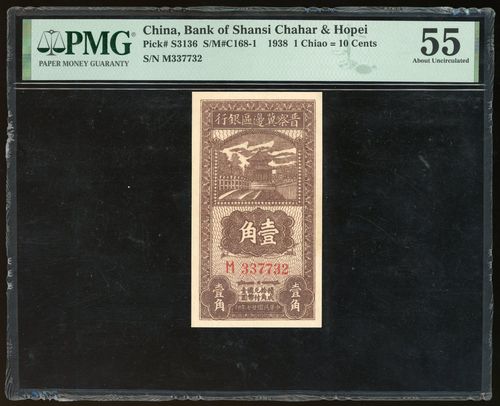 PMG
PAPER MONEY GUARANTY
China, Bank of Shansi Chahar & Hopei
Pick# S3136 S/M#C168-1 1938 1 Chiao = 10 Cents
S/N M337732
55
About Uncirculated
行銀區邊冀察晉
角壹
M 337732
壹角
壹角